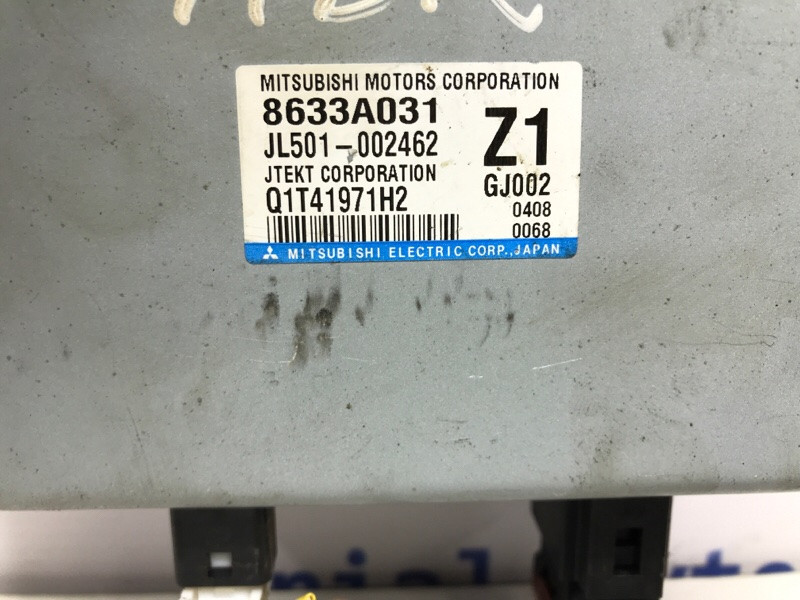 MITSUBISHI MOTORS CORPORATION
8633A031
JL501-002462
Z1
JTEKT CORPORATION
GJ002
Q1T41971H2
0408
0068
MITSUBISHI ELECTRIC CORP., JAPAN